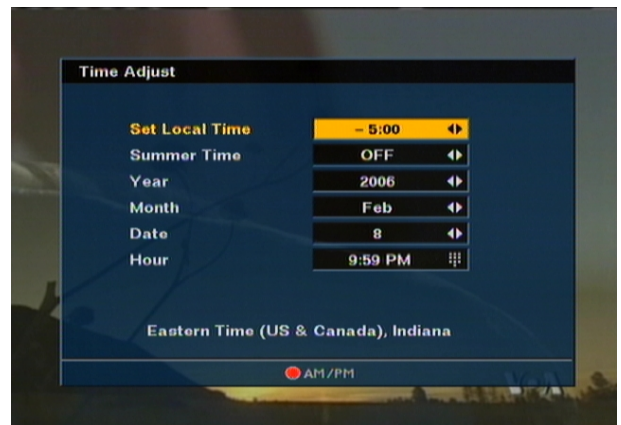 Time Adjust
Set Local Time – 5:00
Summer Time OFF
Year 2006
Month Feb
Date 8
Hour 9:59 PM
Eastern Time (US & Canada), Indiana
AM/PM
VOA